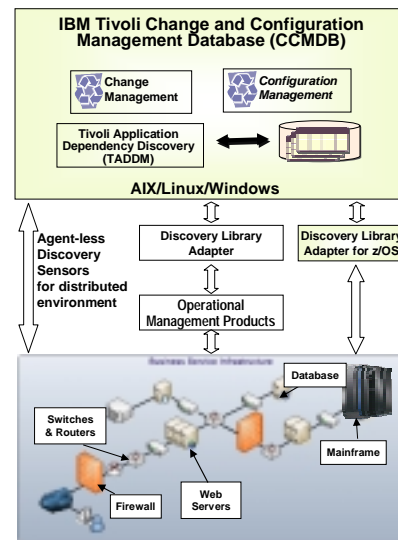 IBM Tivoli Change and Configuration
Management Database (CCMDB)
Change
Management
Configuration
Management
Tivoli Application
Dependency Discovery
(TADDM)
AIX/Linux/Windows
Agent-less
Discovery
Sensors
for distributed
environment
Discovery Library
Adapter
Discovery Library
Adapter for z/OS
Operational
Management Products
Business Service Infrastructure
Database
Switches
& Routers
Mainframe
Web
Servers
Firewall